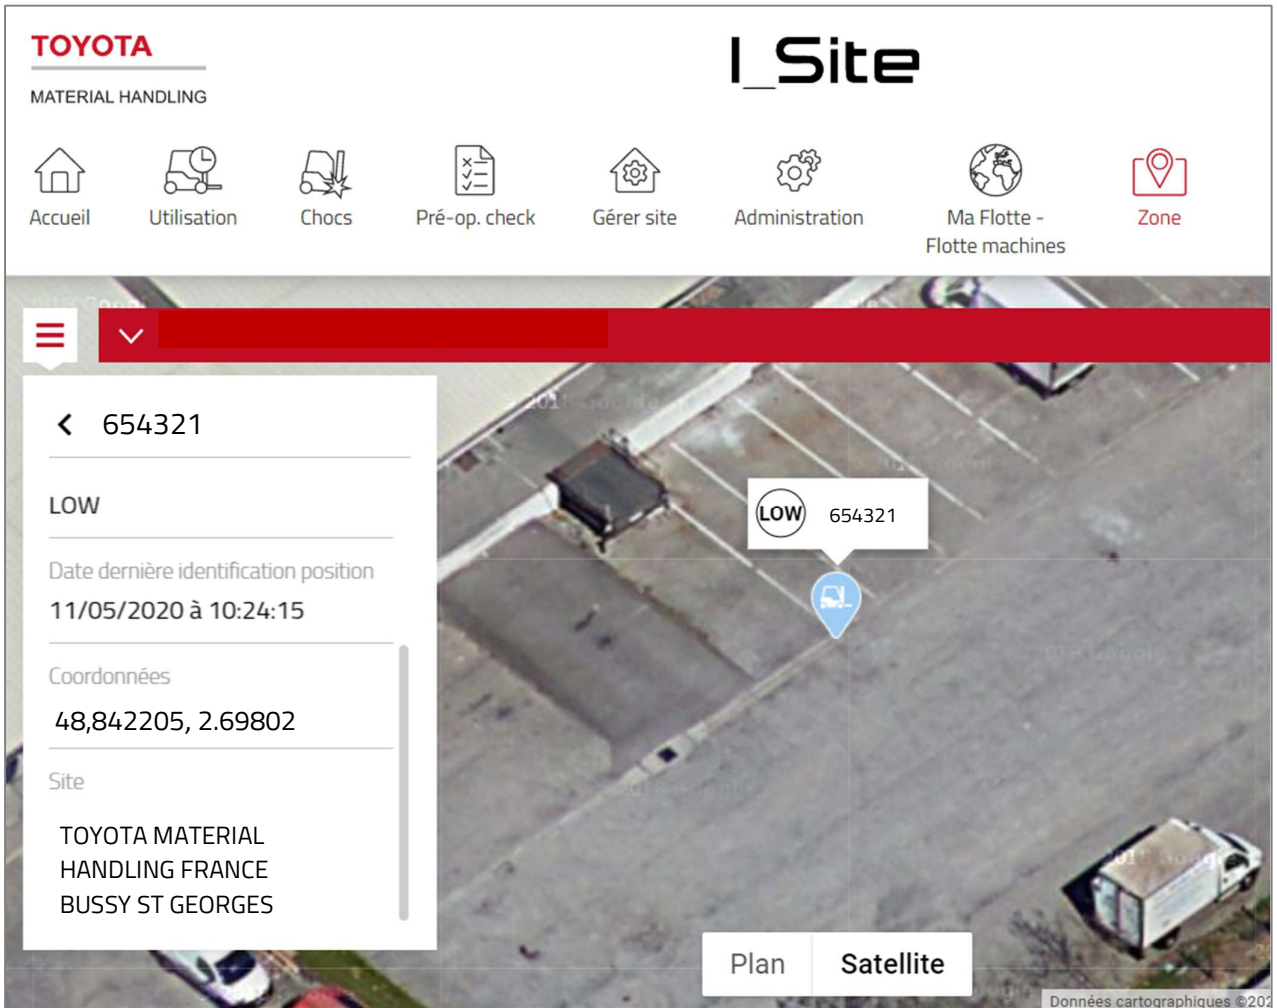 TOYOTA
MATERIAL HANDLING
I_Site
Accueil
Utilisation
Chocs
Pré-op. check
Gérer site
Administration
Ma Flotte -
Flotte machines
Zone
654321
LOW
Date dernière identification position
11/05/2020 à 10:24:15
Coordonnées
48,842205, 2.69802
Site
TOYOTA MATERIAL
HANDLING FRANCE
BUSSY ST GEORGES
LOW 654321
Plan Satellite
Données cartographiques